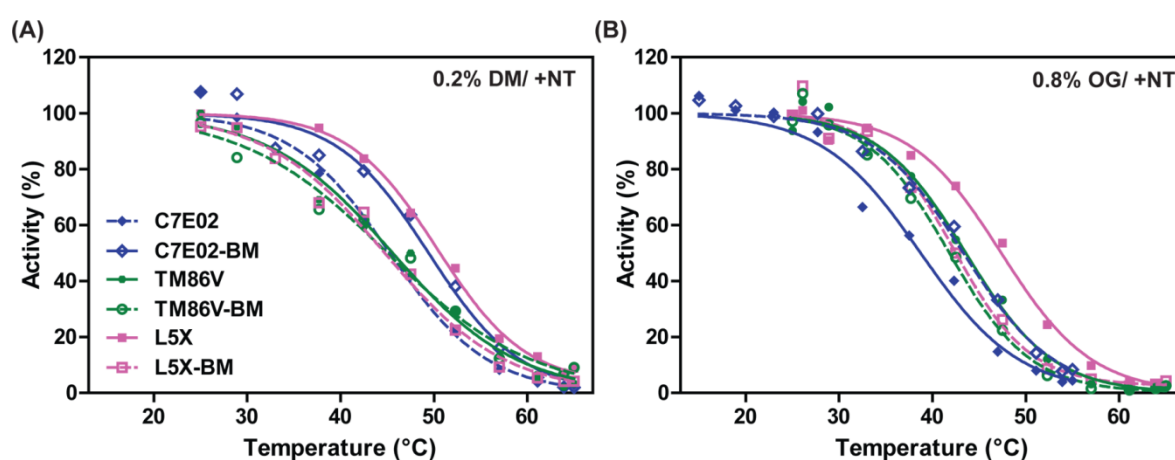 (A)
0.2% DM/ +NT
Activity (%)
120
100
80
60
40
20
0
C7E02
C7E02-BM
TM86V
TM86V-BM
L5X
L5X-BM
20
30
40
50
60
Temperature (°C)
(B)
0.8% OG/ +NT
Activity (%)
120
100
80
60
40
20
0
20
30
40
50
60
Temperature (°C)